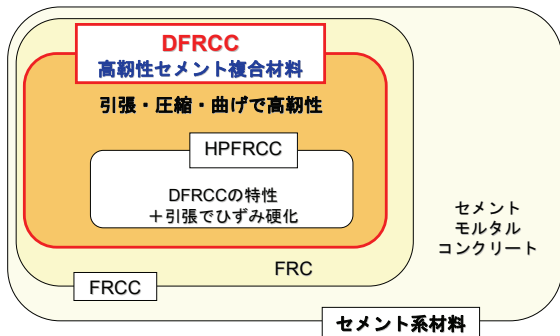 DFRCC
高靭性セメント複合材料
引張・圧縮・曲げで高靭性
HPFRCC
DFRCCの特性
＋引張でひずみ硬化
セメント
モルタル
コンクリート
FRC
FRCC
セメント系材料